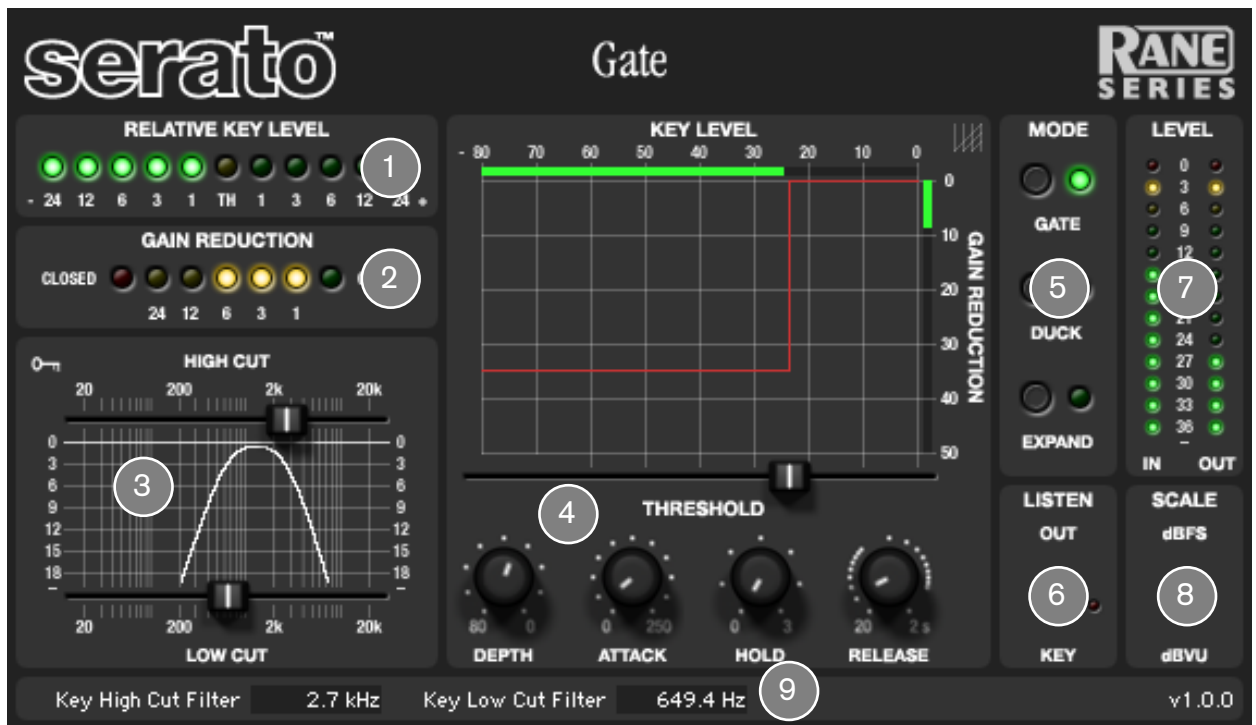 serato™
Gate
RANE
SERIES
RELATIVE KEY LEVEL
1
- 24 12 6 3 1 TH 1 3 6 12 24 +
GAIN REDUCTION
CLOSED
2
24 12 6 3 1
HIGH CUT
20 200 2k 20k
0 0
3 3
6 6
9 9
12 12
15 15
18 18
- -
3
20 200 2k 20k
LOW CUT
KEY LEVEL
- 80 70 60 50 40 30 20 10 0
0
10
20
30
40
50
GAIN REDUCTION
4
THRESHOLD
80 0
DEPTH
0 250
ATTACK
0 3
HOLD
20 2s
RELEASE
MODE
GATE
5
DUCK
EXPAND
LEVEL
0
3
6
9
12
7
24
27
30
33
36
-
IN OUT
LISTEN
OUT
6
KEY
SCALE
dBFS
8
dBVU
Key High Cut Filter 2.7 kHz Key Low Cut Filter 649.4 Hz
9
v1.0.0